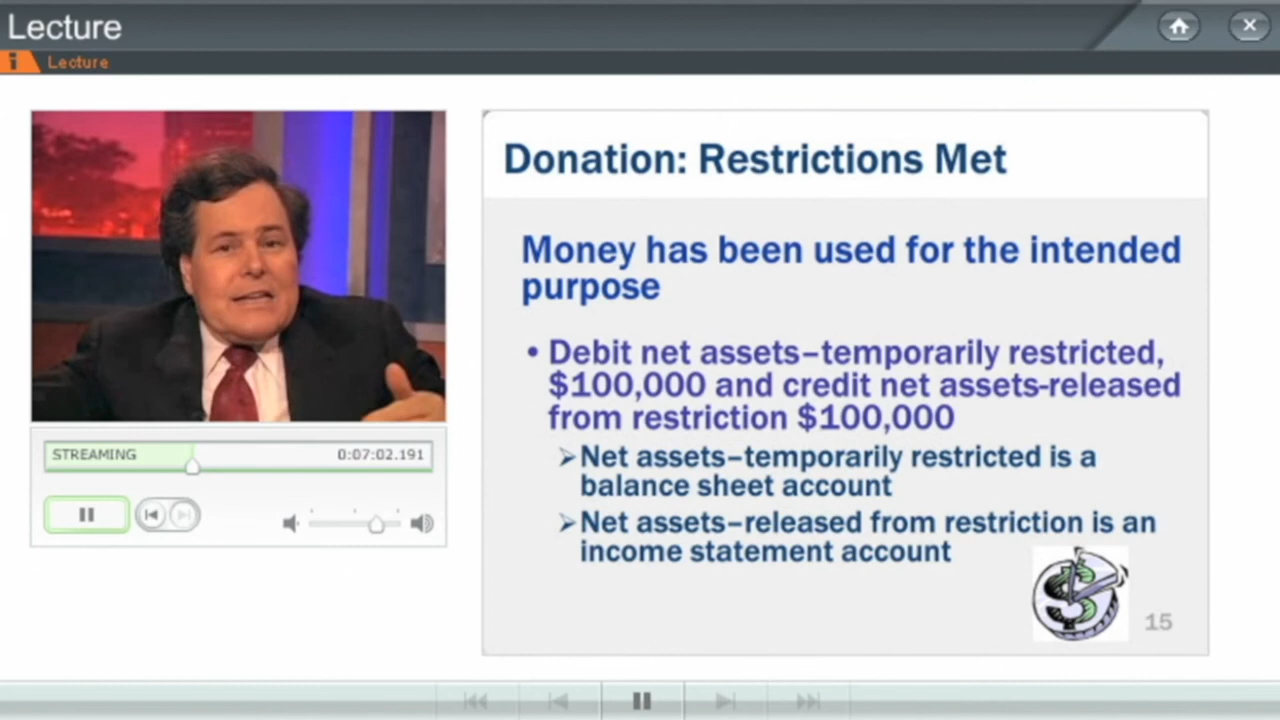 Lecture
i Lecture
Donation: Restrictions Met
Money has been used for the intended
purpose
• Debit net assets–temporarily restricted,
$100,000 and credit net assets-released
from restriction $100,000
➢Net assets–temporarily restricted is a
balance sheet account
➢Net assets–released from restriction is an
income statement account
$
15
STREAMING 0:07:02.191